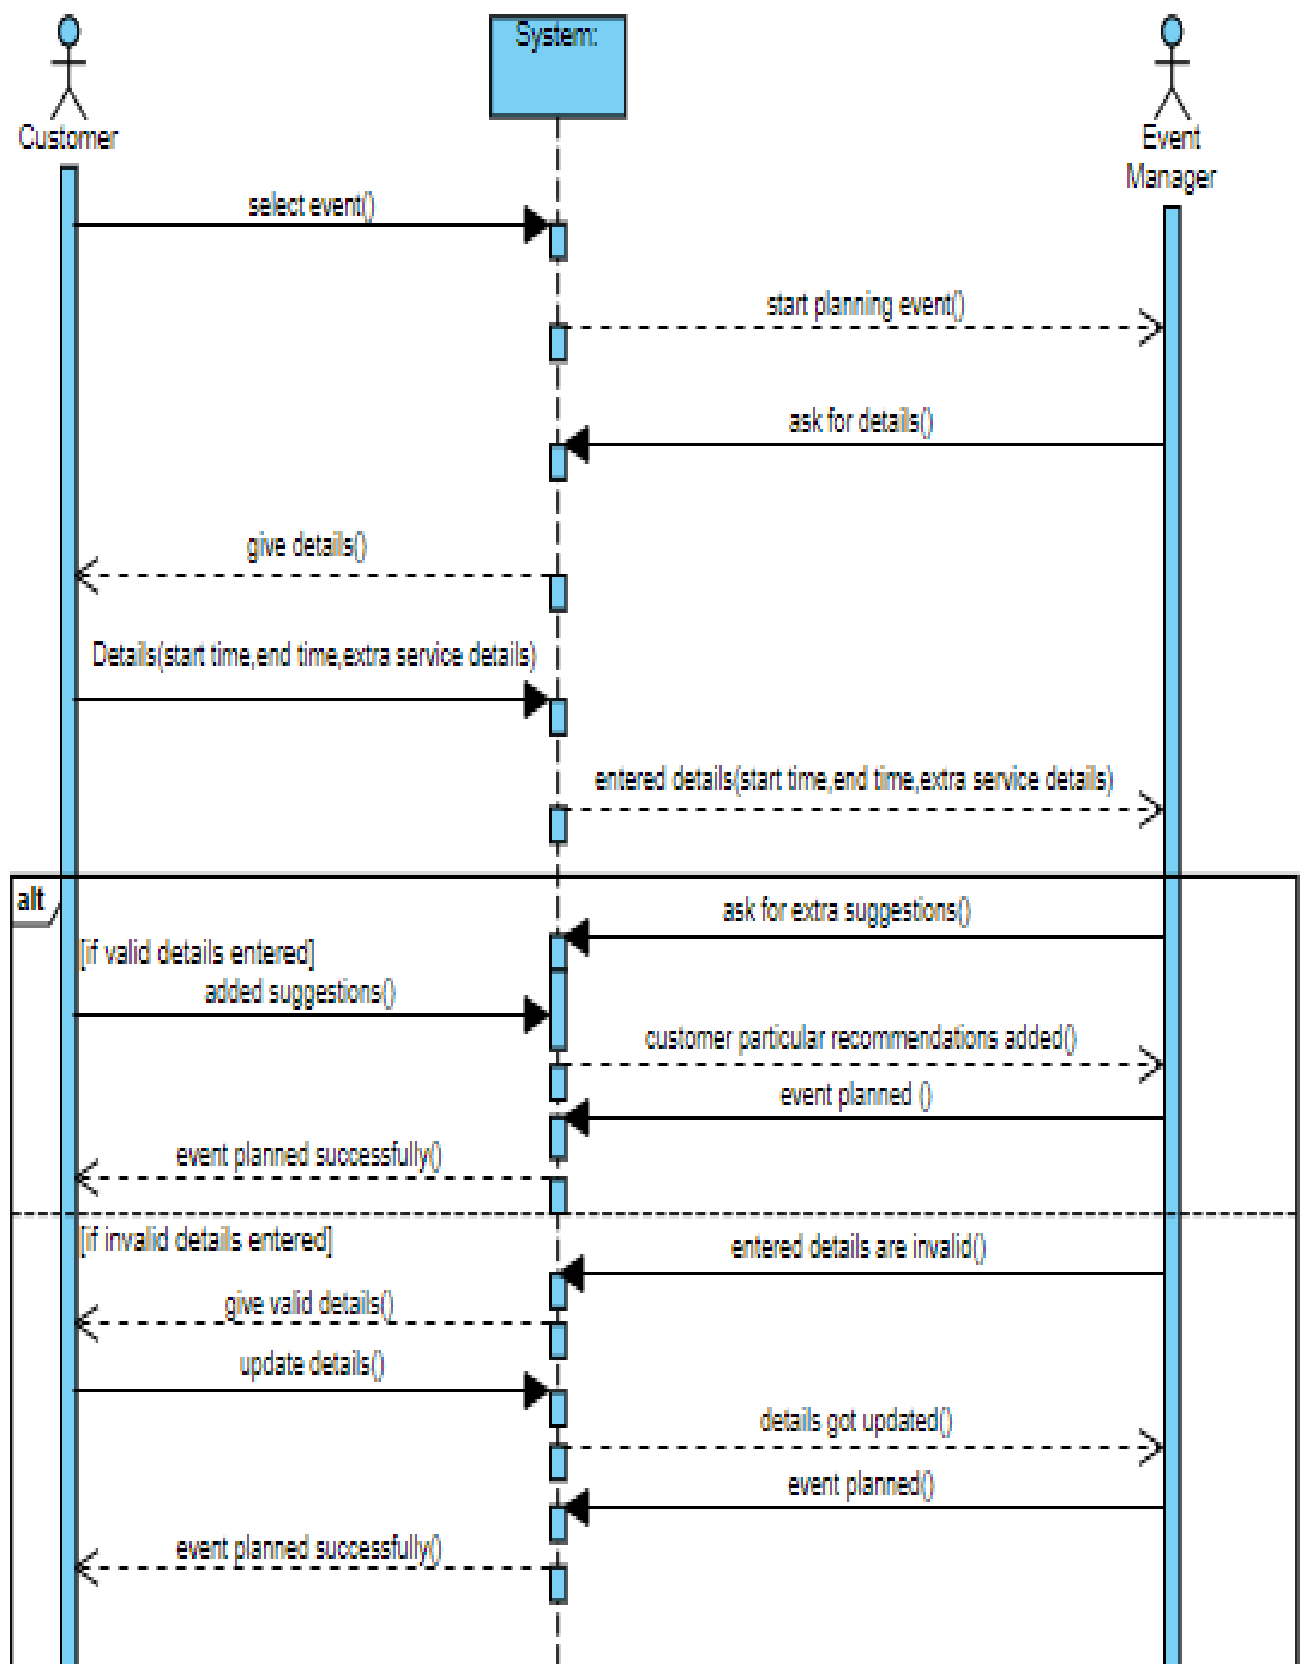 System:
Customer
Event
Manager
select event()
start planning event()
ask for details()
give details()
Details(start time,end time,extra service details)
entered details(start time,end time,extra service details)
alt
ask for extra suggestions()
[if valid details entered]
added suggestions()
customer particular recommendations added()
event planned ()
event planned successfully()
[if invalid details entered]
entered details are invalid()
give valid details()
update details()
details got updated()
event planned()
event planned successfully()